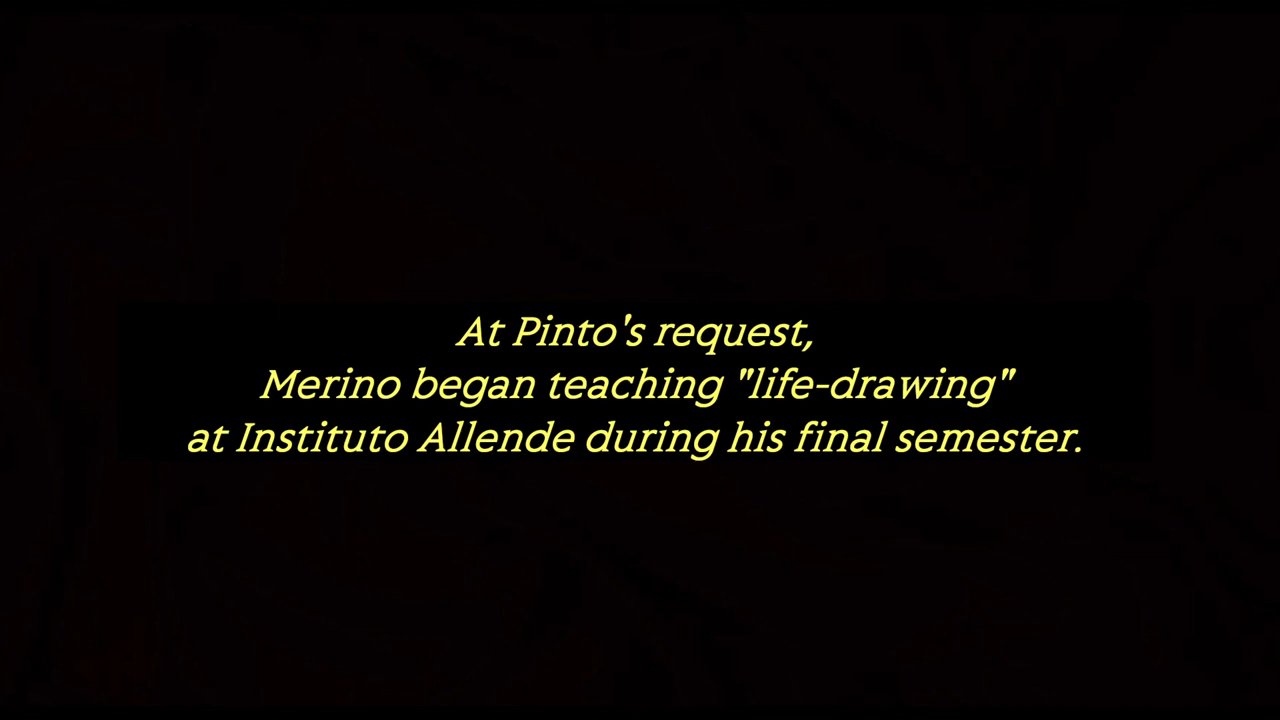 At Pinto's request,
Merino began teaching "life-drawing"
at Instituto Allende during his final semester.